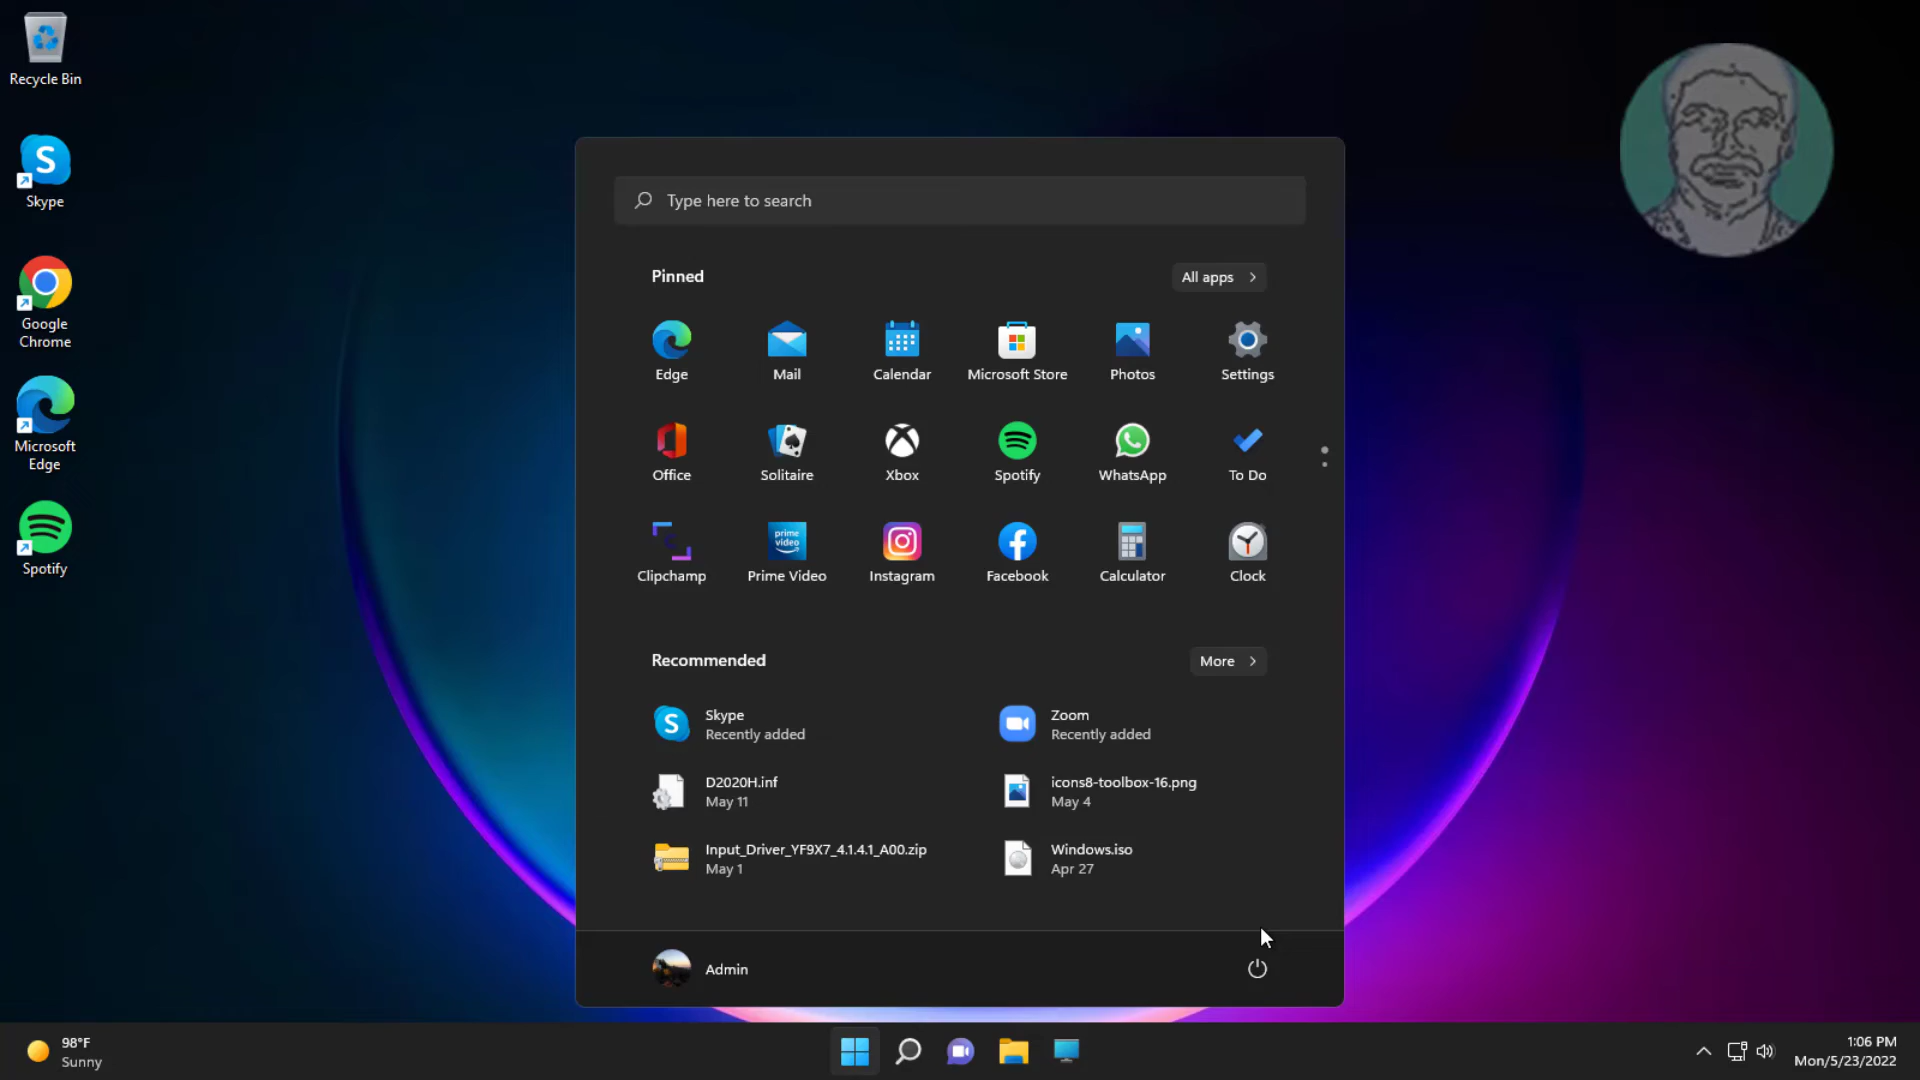 Recycle Bin
Skype
Google
Chrome
Microsoft
Edge
Spotify
Type here to search
Pinned
All apps
Edge
Mail
Calendar
Microsoft Store
Photos
Settings
Office
Solitaire
Xbox
Spotify
WhatsApp
To Do
Clipchamp
prime
video
Prime Video
Instagram
Facebook
Calculator
Clock
Recommended
More
Skype
Recently added
Zoom
Recently added
D2020H.inf
May 11
icons8-toolbox-16.png
May 4
Input_Driver_YF9X7_4.1.4.1_A00.zip
May 1
Windows.iso
Apr 27
Admin
98°F
Sunny
1:06 PM
Mon/5/23/2022